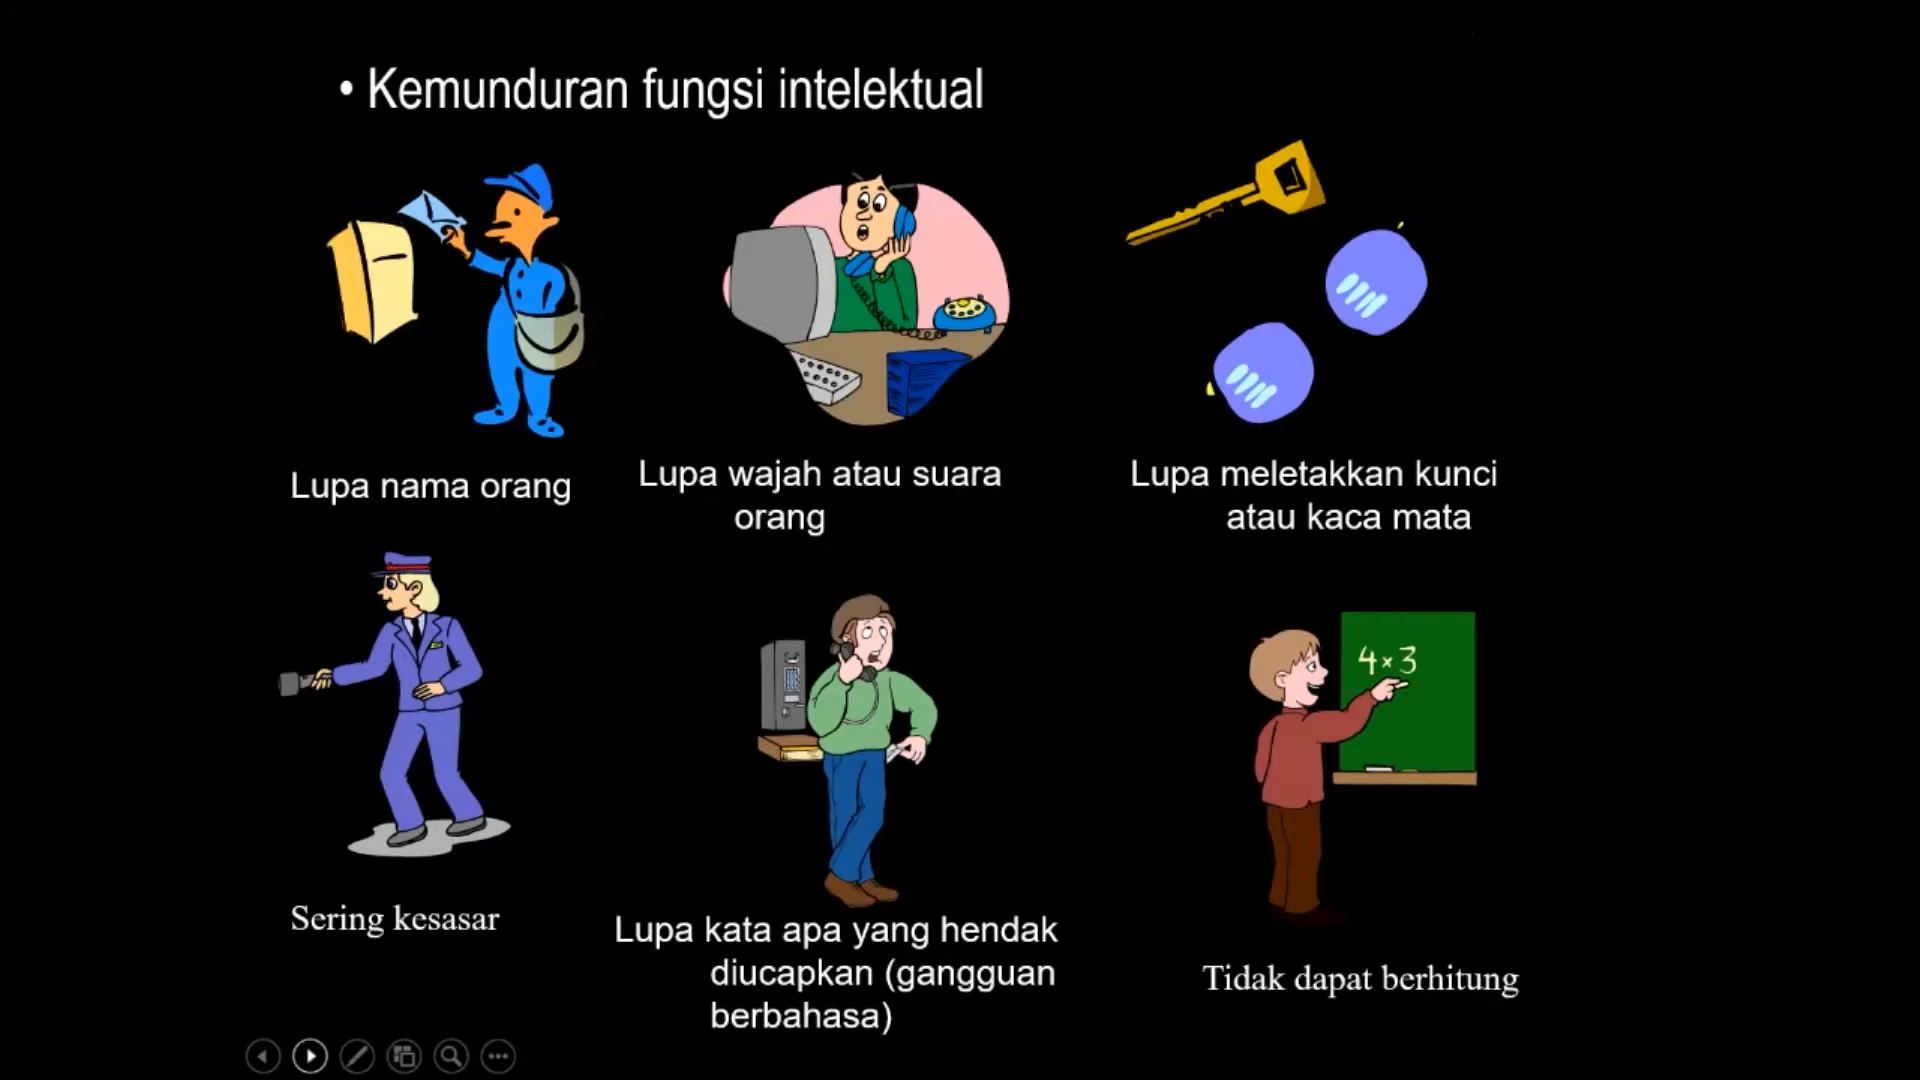 • Kemunduran fungsi intelektual
Lupa nama orang
Lupa wajah atau suara
orang
Lupa meletakkan kunci
atau kaca mata
4×3
Sering kesasar
Lupa kata apa yang hendak
diucapkan (gangguan
berbahasa)
Tidak dapat berhitung